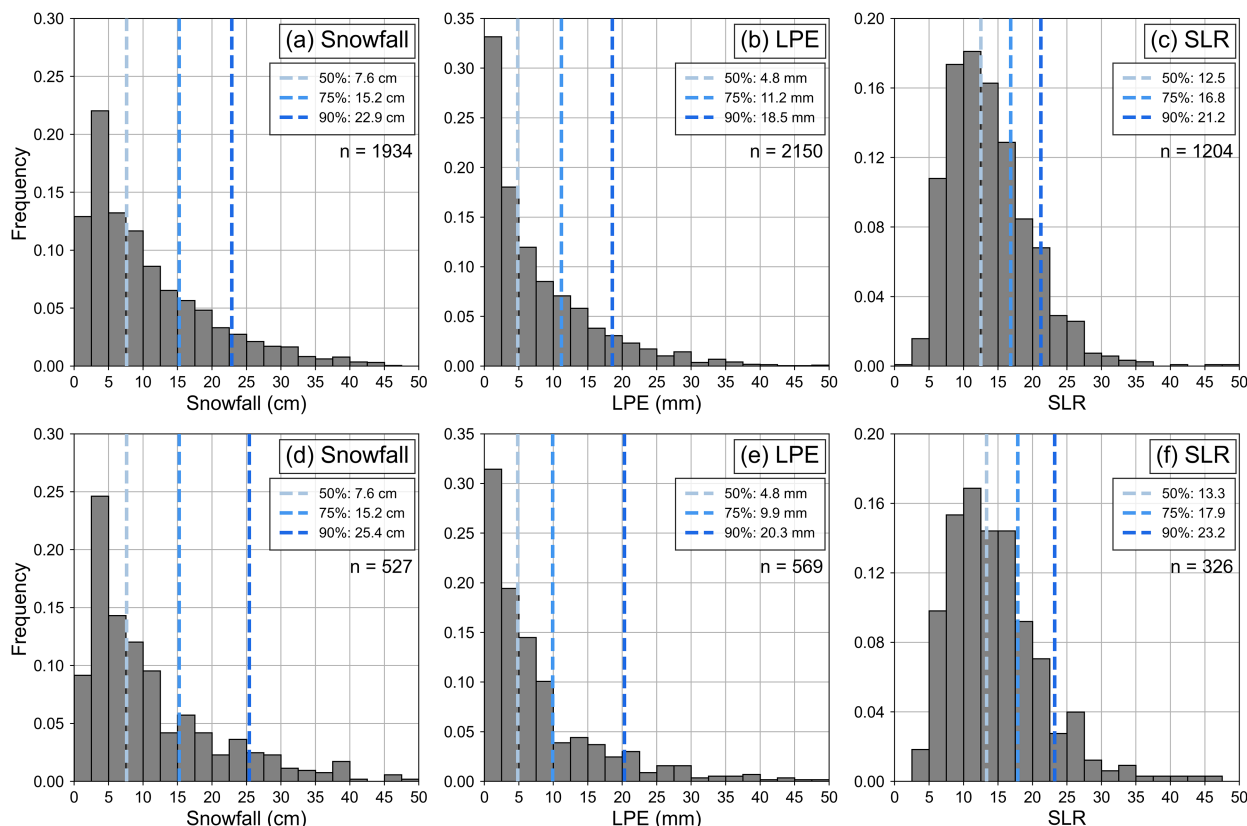 (a) Snowfall
50%: 7.6 cm
75%: 15.2 cm
90%: 22.9 cm
n = 1934
Frequency
0.30
0.25
0.20
0.15
0.10
0.05
0.00
0 5 10 15 20 25 30 35 40 45 50
Snowfall (cm)
(b) LPE
50%: 4.8 mm
75%: 11.2 mm
90%: 18.5 mm
n = 2150
0.35
0.30
0.25
0.20
0.15
0.10
0.05
0.00
0 5 10 15 20 25 30 35 40 45 50
LPE (mm)
(c) SLR
50%: 12.5
75%: 16.8
90%: 21.2
n = 1204
0.20
0.16
0.12
0.08
0.04
0.00
0 5 10 15 20 25 30 35 40 45 50
SLR
(d) Snowfall
50%: 7.6 cm
75%: 15.2 cm
90%: 25.4 cm
n = 527
Frequency
0.30
0.25
0.20
0.15
0.10
0.05
0.00
0 5 10 15 20 25 30 35 40 45 50
Snowfall (cm)
(e) LPE
50%: 4.8 mm
75%: 9.9 mm
90%: 20.3 mm
n = 569
0.35
0.30
0.25
0.20
0.15
0.10
0.05
0.00
0 5 10 15 20 25 30 35 40 45 50
LPE (mm)
(f) SLR
50%: 13.3
75%: 17.9
90%: 23.2
n = 326
0.20
0.16
0.12
0.08
0.04
0.00
0 5 10 15 20 25 30 35 40 45 50
SLR